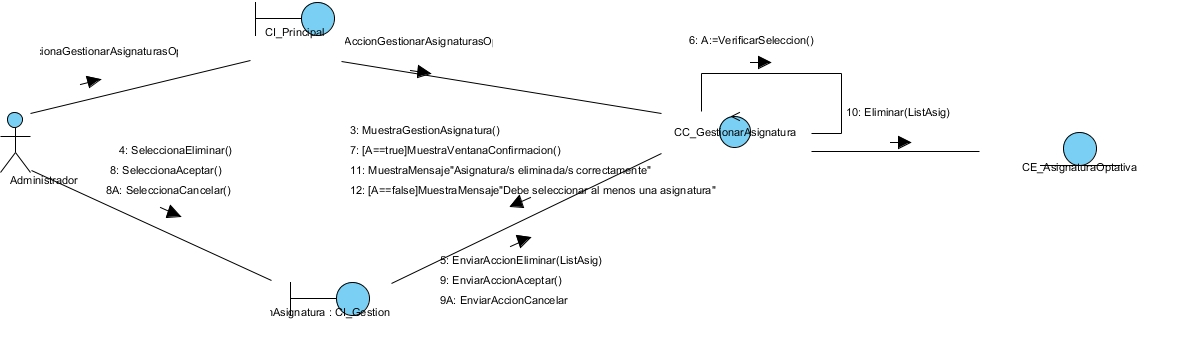 CI_Principal
ionaGestionarAsignaturasO
AccionGestionarAsignaturasO
6: A:=VerificarSeleccion()
10: Eliminar(ListAsig)
CC_GestionarAsignatura
CE_AsignaturaOptativa
Administrador
3: MuestraGestionAsignatura()
7: [A==true]MuestraVentanaConfirmacion()
11: MuestraMensaje"Asignatura/s eliminada/s correctamente"
12: [A==false]MuestraMensaje"Debe seleccionar al menos una asignatura"
4: SeleccionaEliminar()
8: SeleccionaAceptar()
8A: SeleccionaCancelar()
5: EnviarAccionEliminar(ListAsig)
9: EnviarAccionAceptar()
9A: EnviarAccionCancelar
Asignatura : CI_Gestion